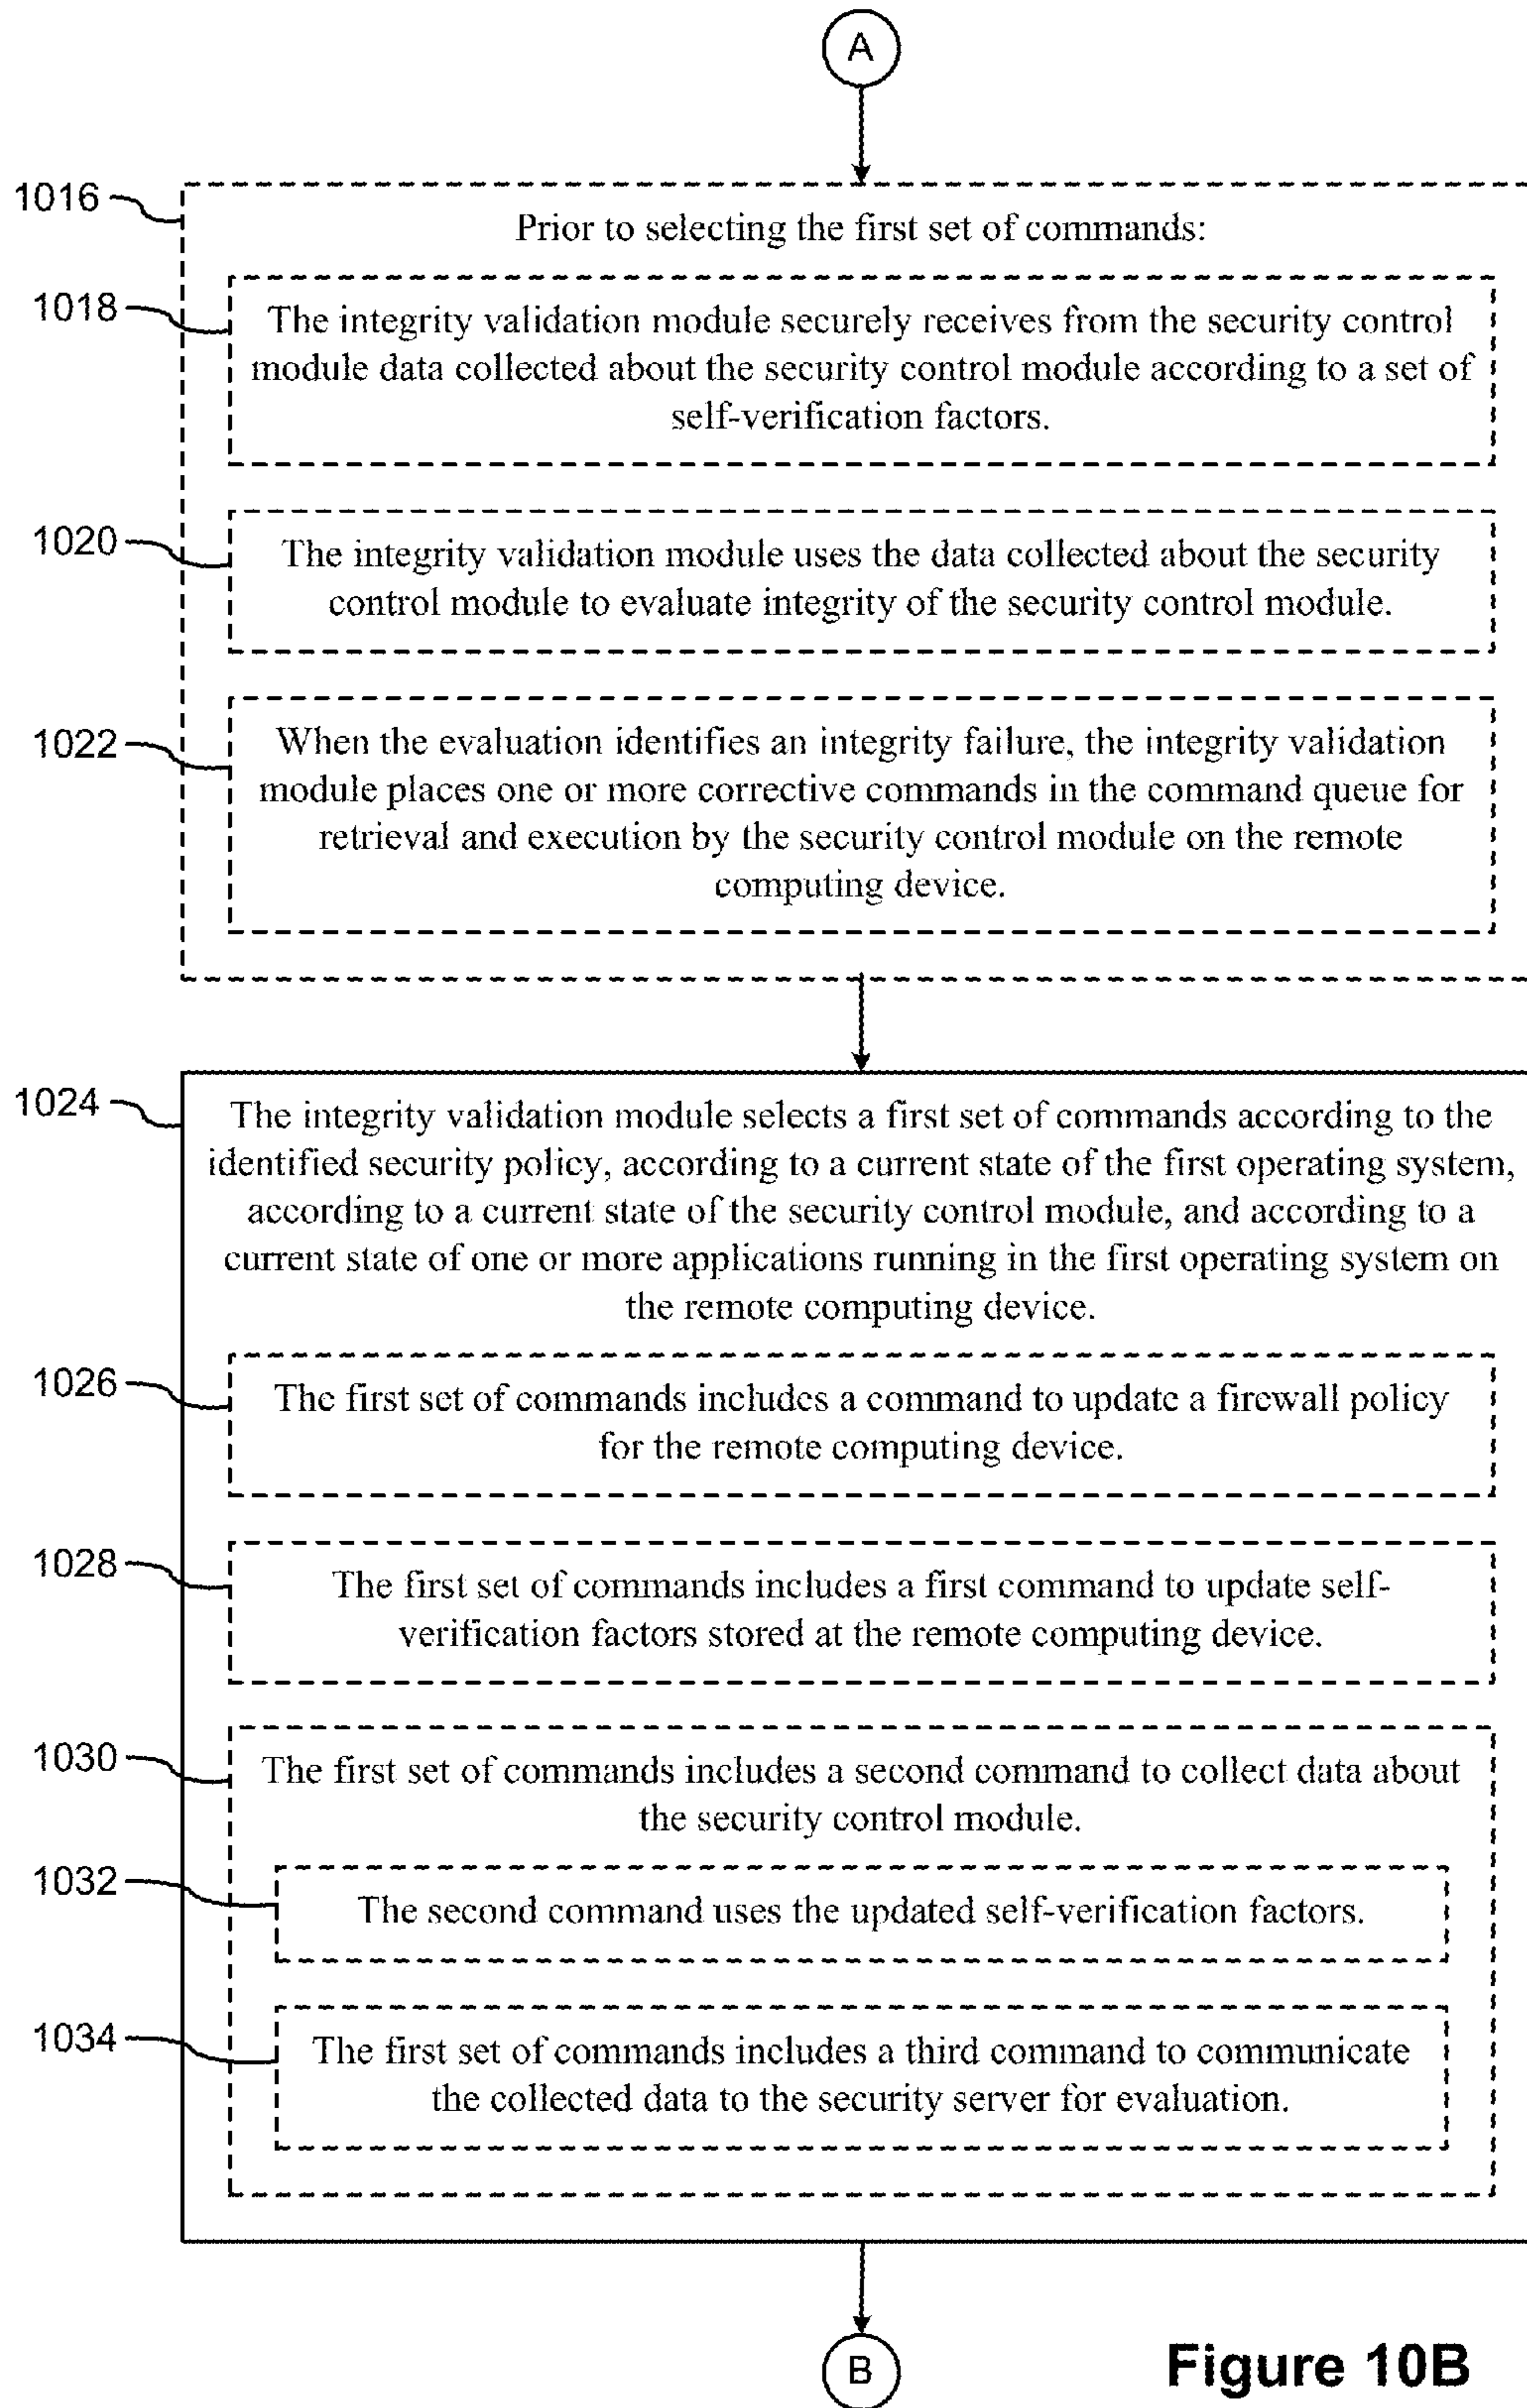 A
1016
Prior to selecting the first set of commands:
1018
The integrity validation module securely receives from the security control
module data collected about the security control module according to a set of
self-verification factors.
1020
The integrity validation module uses the data collected about the security
control module to evaluate integrity of the security control module.
1022
When the evaluation identifies an integrity failure, the integrity validation
module places one or more corrective commands in the command queue for
retrieval and execution by the security control module on the remote
computing device.
1024
The integrity validation module selects a first set of commands according to the
identified security policy, according to a current state of the first operating system,
according to a current state of the security control module, and according to a
current state of one or more applications running in the first operating system on
the remote computing device.
1026
The first set of commands includes a command to update a firewall policy
for the remote computing device.
1028
The first set of commands includes a first command to update self-
verification factors stored at the remote computing device.
1030
The first set of commands includes a second command to collect data about
the security control module.
1032
The second command uses the updated self-verification factors.
1034
The first set of commands includes a third command to communicate
the collected data to the security server for evaluation.
B
Figure 10B